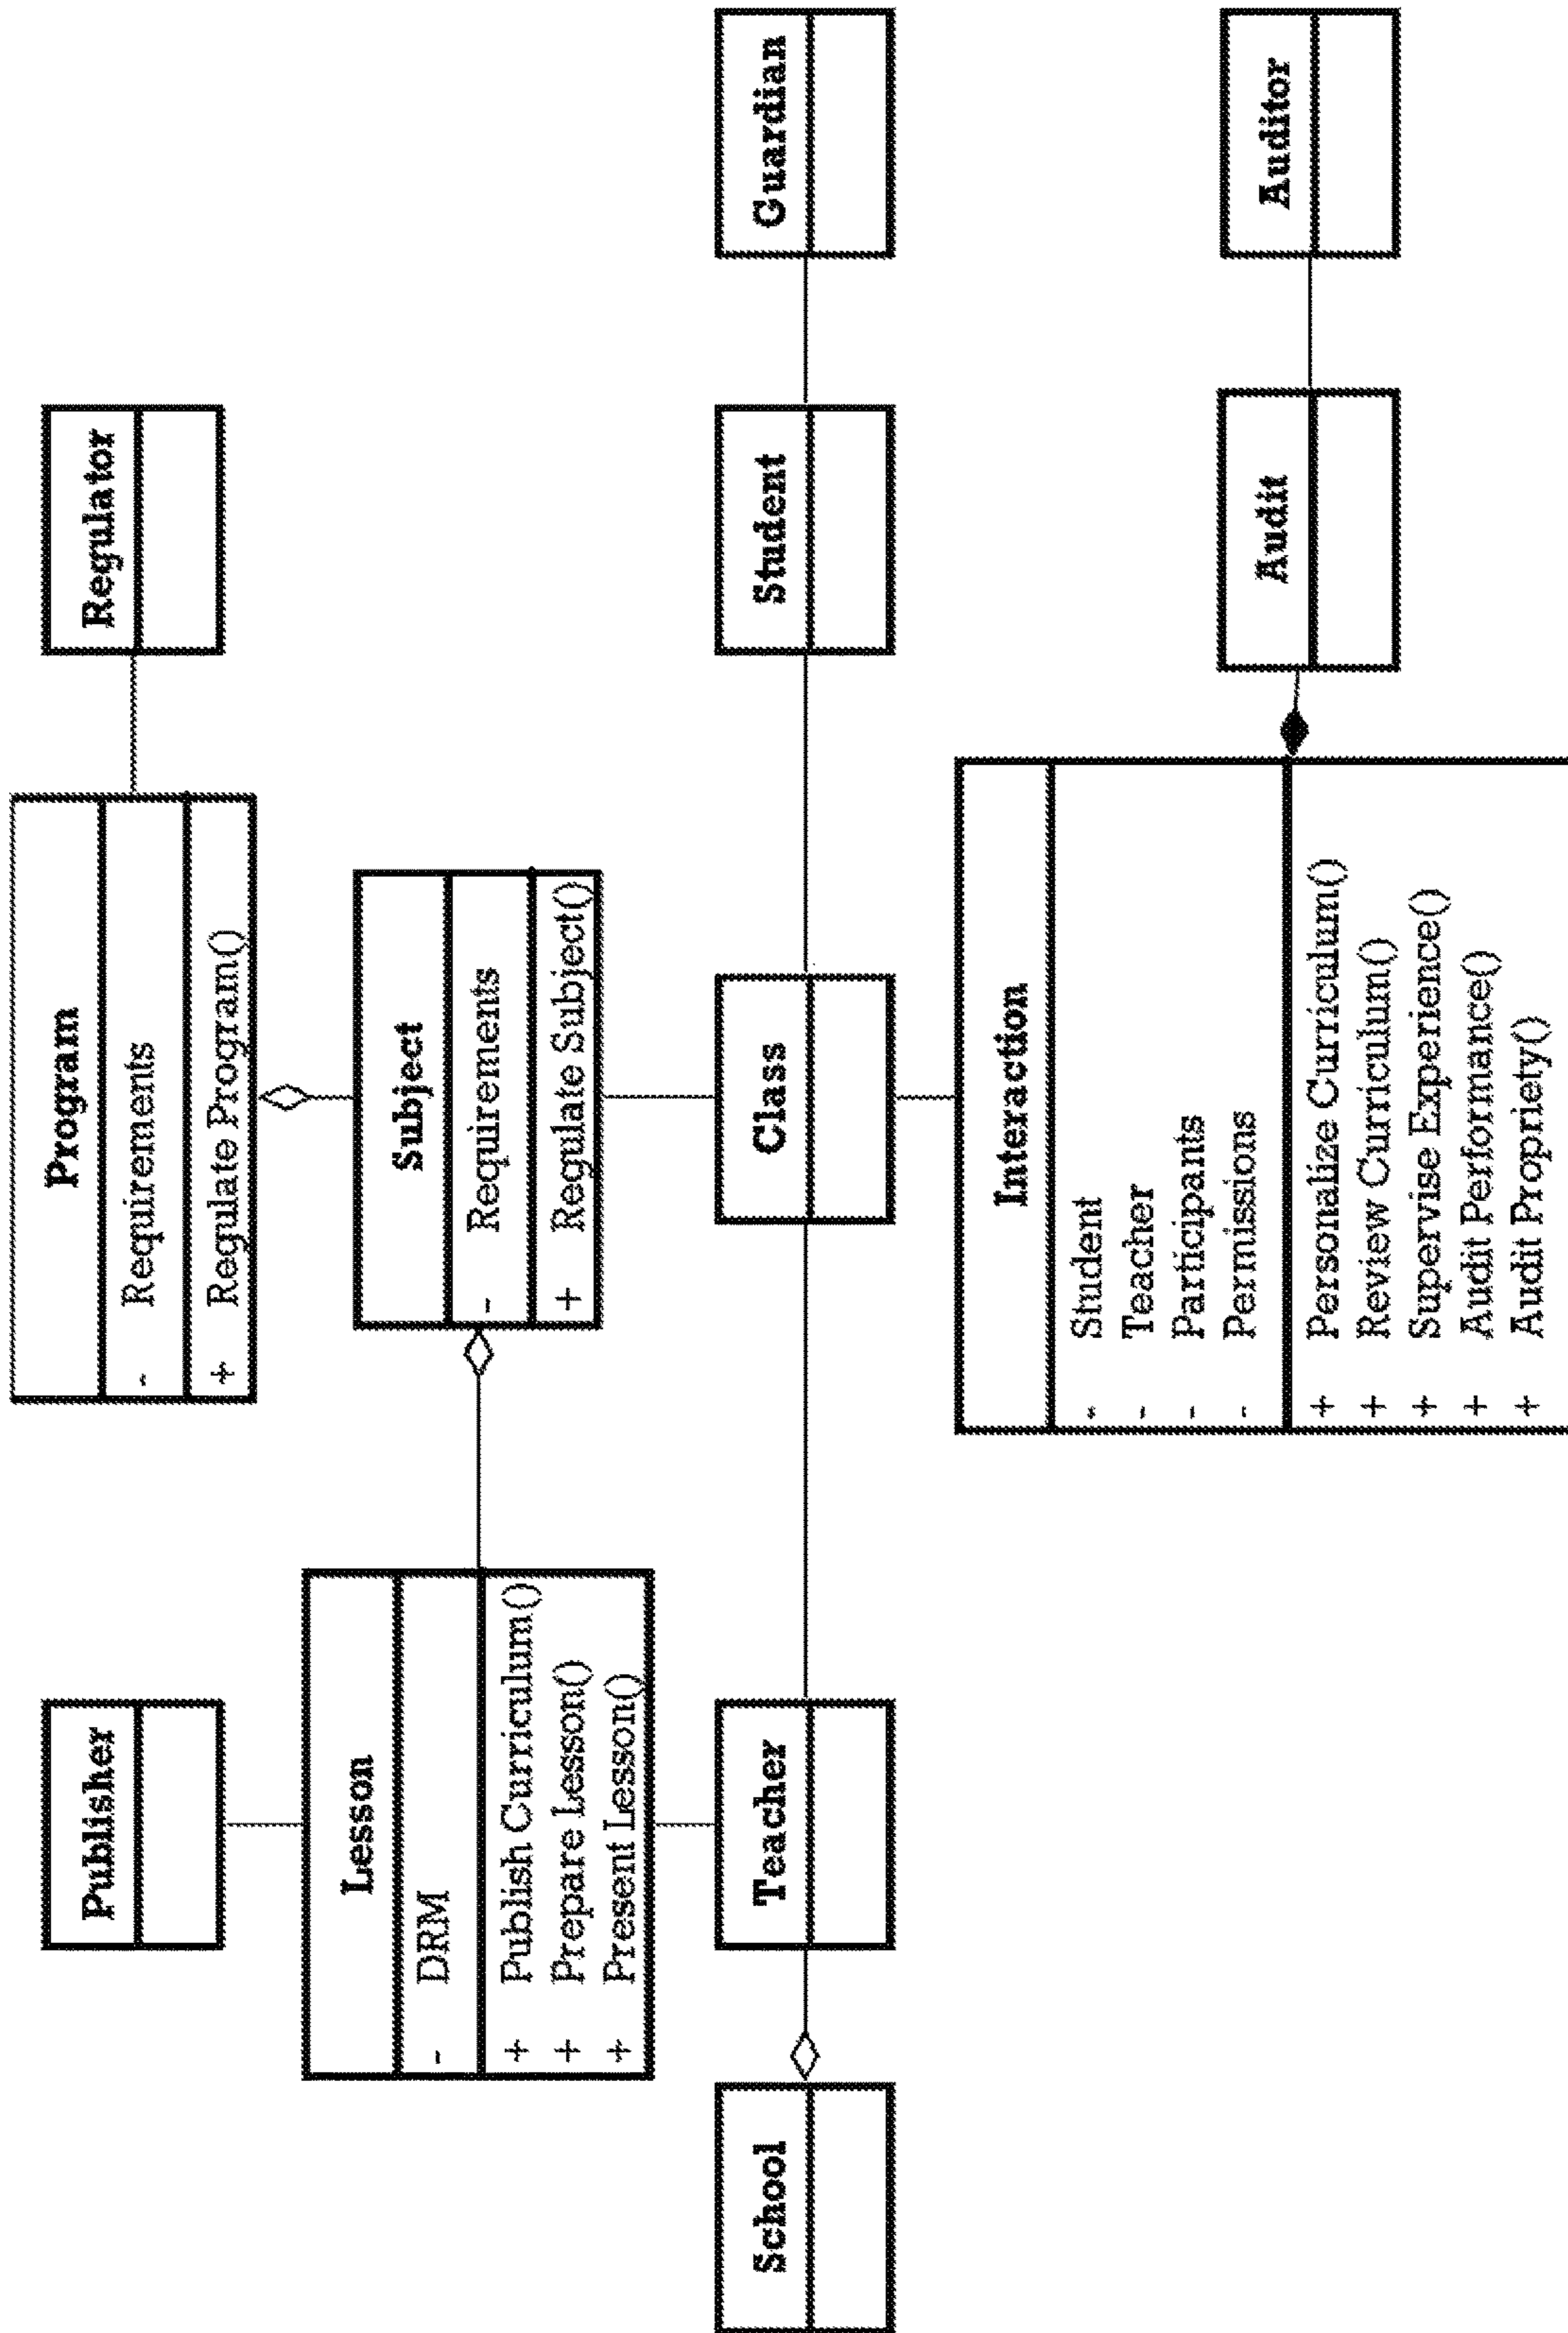 Publisher
Program
Regulator
- Requirements
+ Regulate Program()
Lesson
- DRM
+ Publish Curriculum()
+ Prepare Lesson()
+ Present Lesson()
Subject
- Requirements
+ Regulate Subject()
School
Teacher
Class
Student
Guardian
Interaction
- Student
- Teacher
- Participants
- Permissions
+ Personalize Curriculum()
+ Review Curriculum()
+ Supervise Experience()
+ Audit Performance()
+ Audit Propriety()
Audit
Auditor